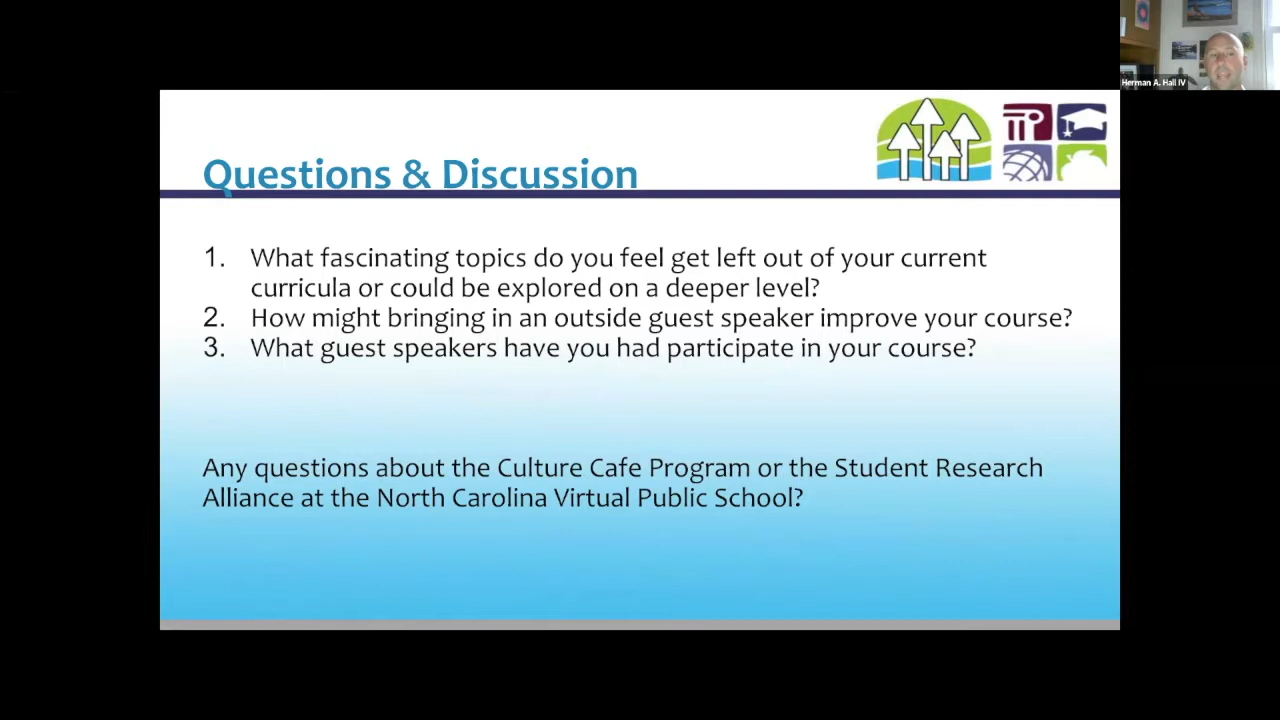 Herman A. Hall IV
Questions & Discussion
1. What fascinating topics do you feel get left out of your current
curricula or could be explored on a deeper level?
2. How might bringing in an outside guest speaker improve your course?
3. What guest speakers have you had participate in your course?
Any questions about the Culture Cafe Program or the Student Research
Alliance at the North Carolina Virtual Public School?